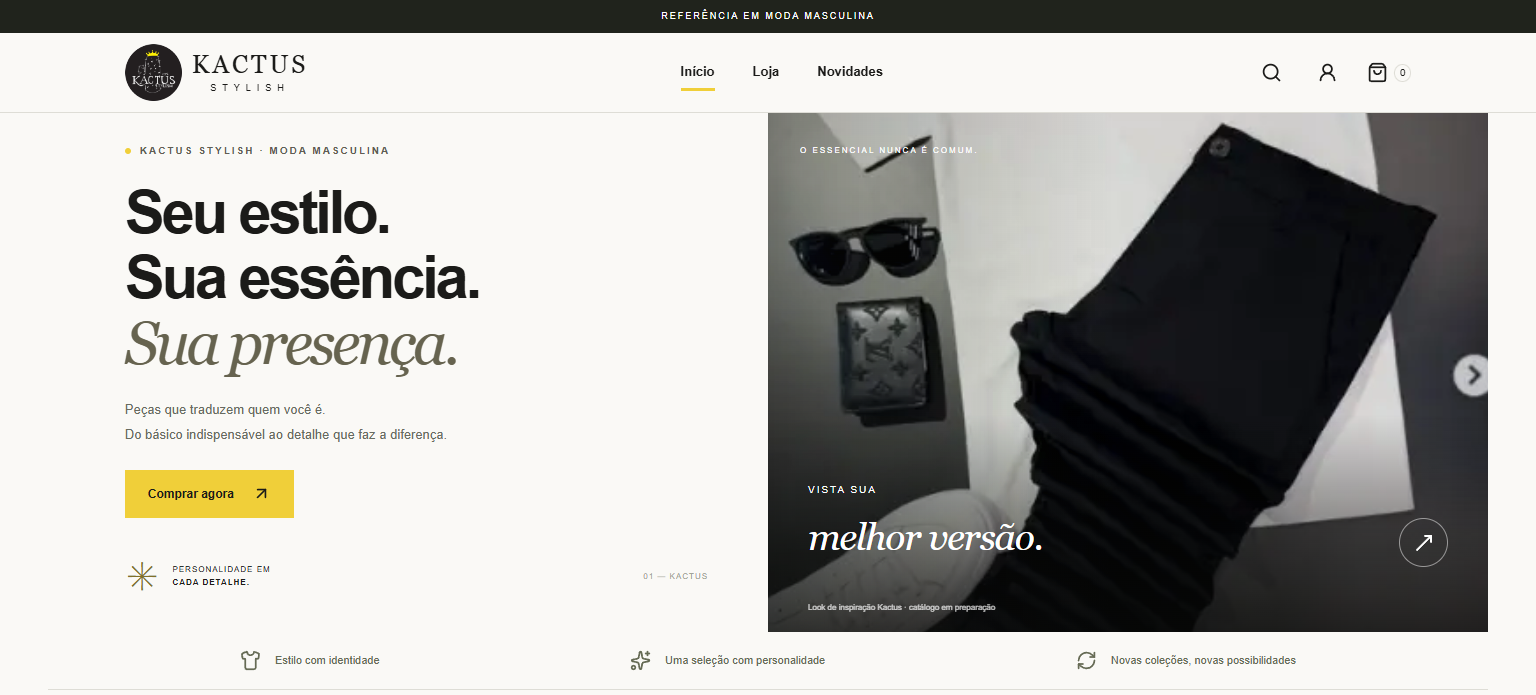 REFERÊNCIA EM MODA MASCULINA
KACTUS
KACTUS
STYLISH
Início
Loja
Novidades
0
KACTUS STYLISH · MODA MASCULINA
Seu estilo.
Sua essência.
Sua presença.
Peças que traduzem quem você é.
Do básico indispensável ao detalhe que faz a diferença.
Comprar agora
PERSONALIDADE EM
CADA DETALHE.
01 — KACTUS
O ESSENCIAL NUNCA É COMUM.
VISTA SUA
melhor versão.
Look de inspiração Kactus · catálogo em preparação
Estilo com identidade
Uma seleção com personalidade
Novas coleções, novas possibilidades